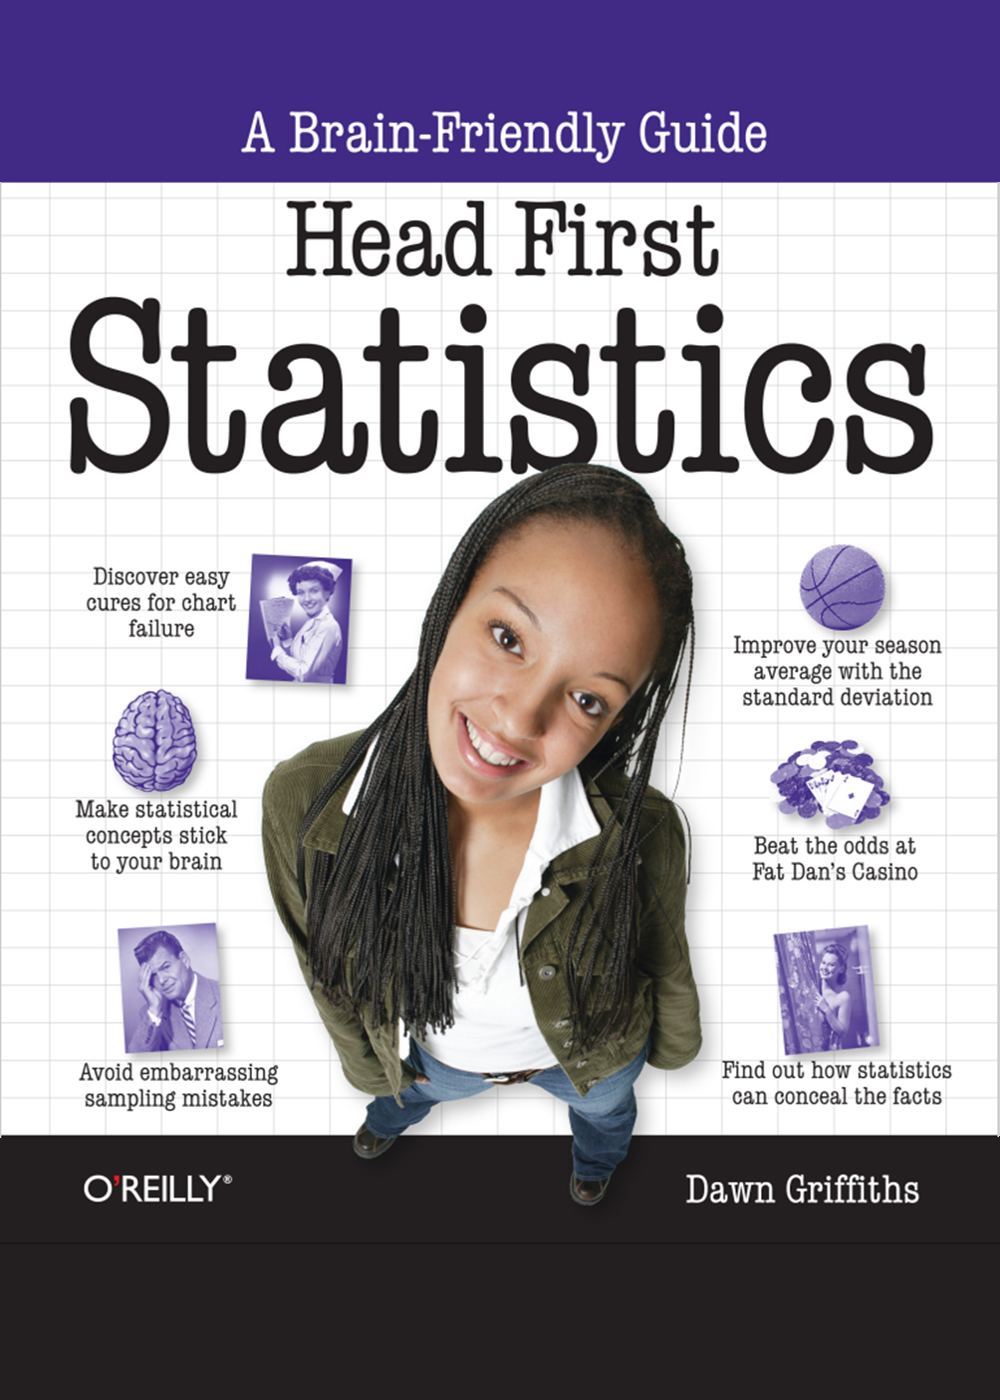 A Brain-Friendly Guide
Head First
Statistics
Discover easy
cures for chart
failure
Improve your season
average with the
standard deviation
Make statistical
concepts stick
to your brain
Beat the odds at
Fat Dan's Casino
Avoid embarrassing
sampling mistakes
Find out how statistics
can conceal the facts
O'REILLY®
Dawn Griffiths